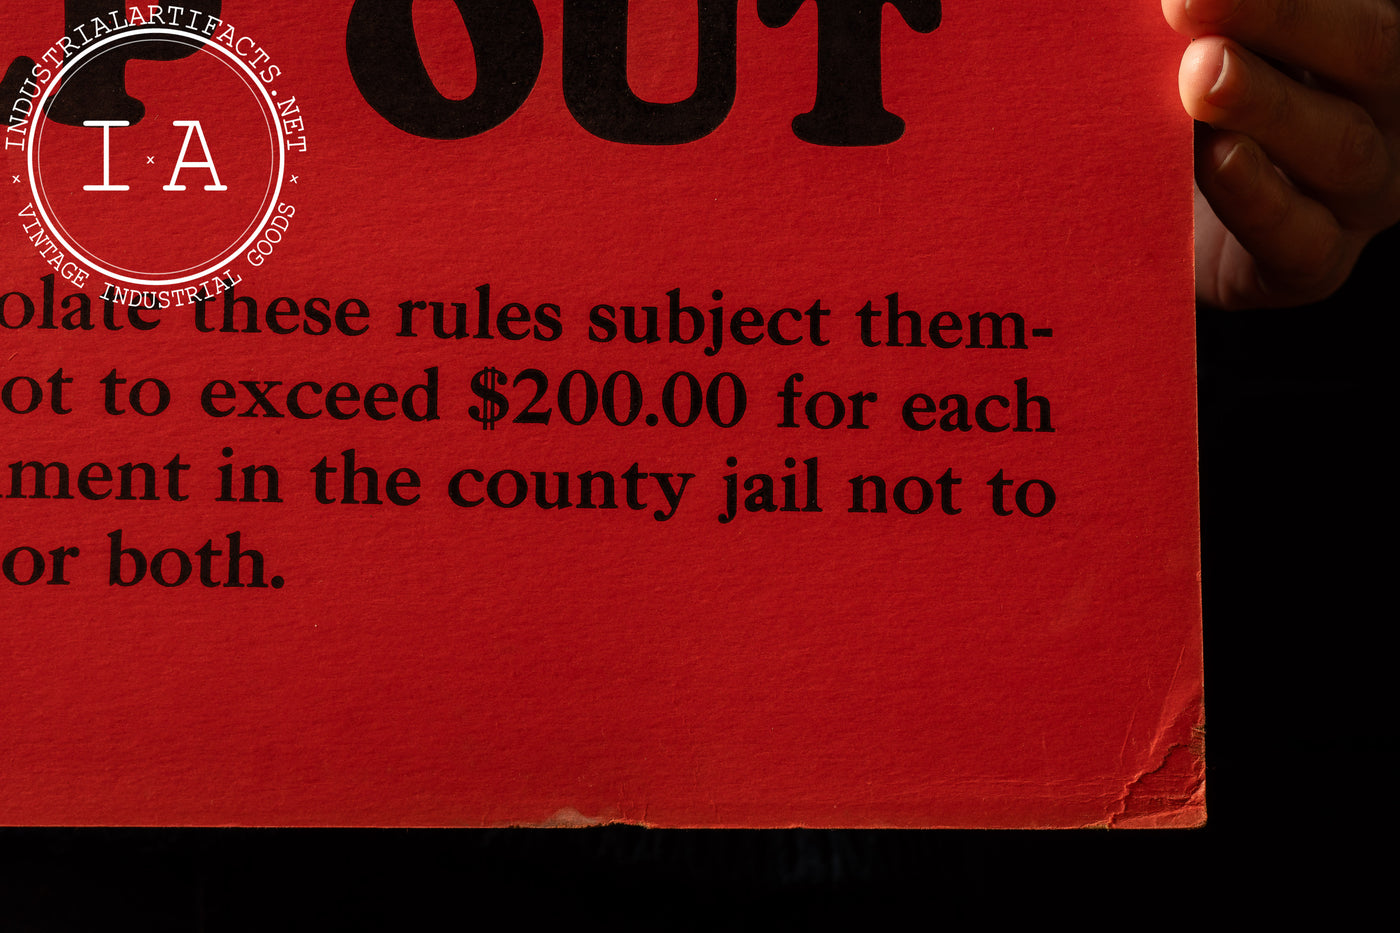 INDUSTRIALARTIFACTS.NET
I×A
× VINTAGE INDUSTRIAL GOODS ×
P OUT
olate these rules subject them-
ot to exceed $200.00 for each
ment in the county jail not to
or both.